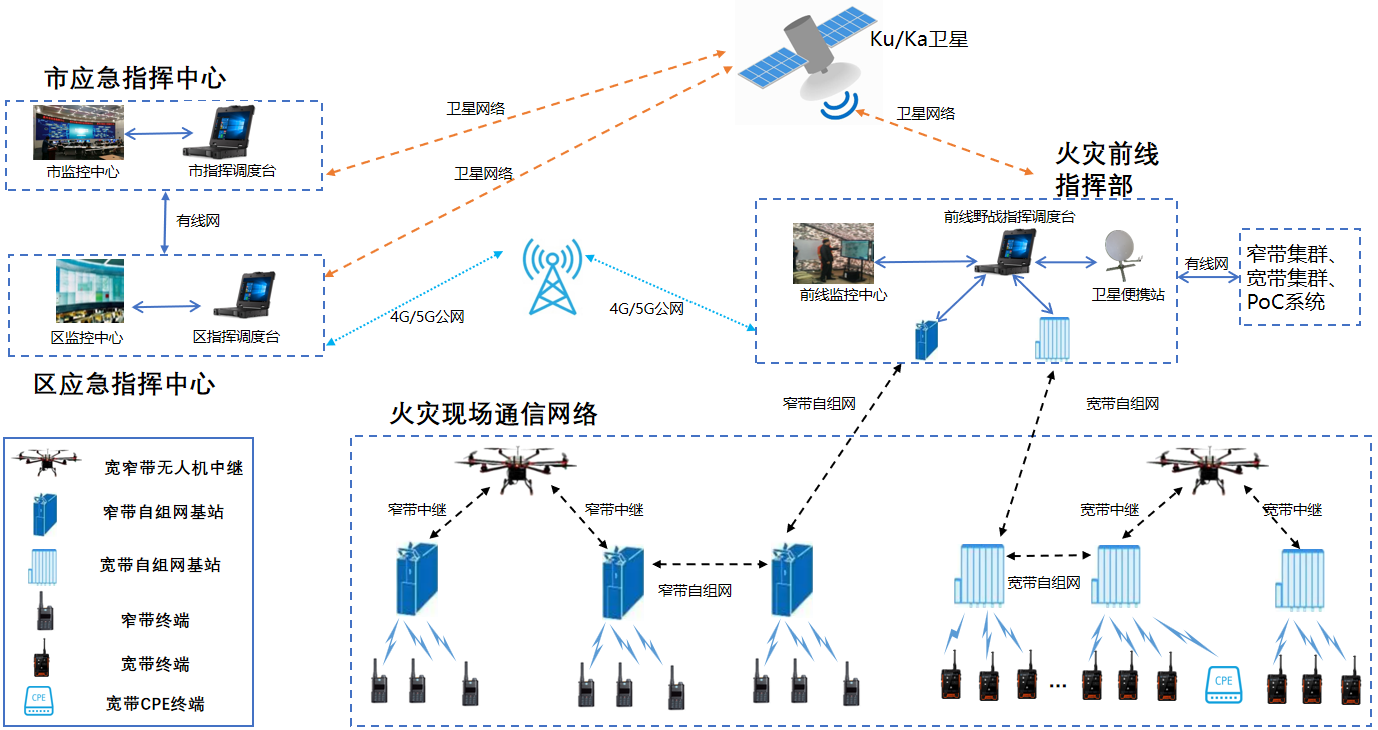 Ku/Ka卫星
市应急指挥中心
卫星网络
卫星网络
卫星网络
火灾前线
指挥部
市监控中心
市指挥调度台
有线网
前线野战指挥调度台
前线监控中心
卫星便携站
有线网
窄带集群、
宽带集群、
PoC系统
区监控中心
区指挥调度台
4G/5G公网
4G/5G公网
区应急指挥中心
火灾现场通信网络
窄带自组网
宽带自组网
宽窄带无人机中继
窄带自组网基站
宽带自组网基站
窄带终端
宽带终端
CPE
宽带CPE终端
窄带中继
窄带中继
宽带中继
宽带中继
窄带自组网
宽带自组网
...
CPE